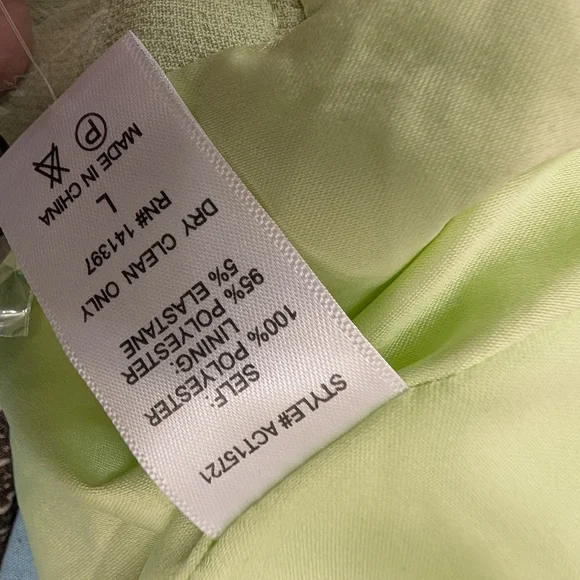 STYLE# ACT15721
SELF:
100% POLYESTER
LINING:
95% POLYESTER
5% ELASTANE
DRY CLEAN ONLY
RN# 141397
L
MADE IN CHINA
P